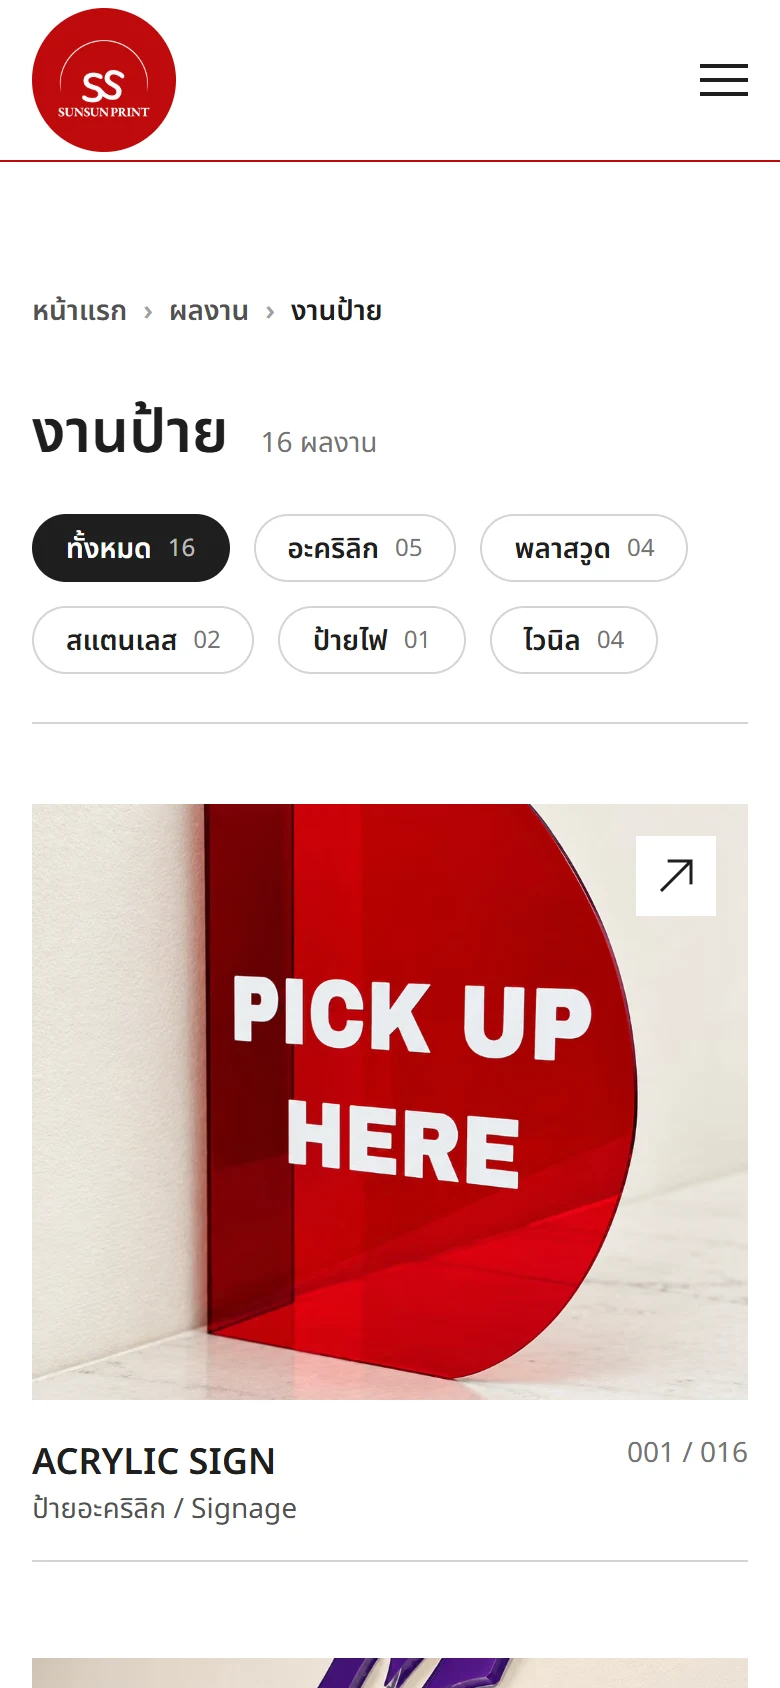 SS
SUNSUN PRINT
หน้าแรก › ผลงาน › งานป้าย
งานป้าย 16 ผลงาน
ทั้งหมด 16 อะคริลิก 05 พลาสวูด 04
สแตนเลส 02 ป้ายไฟ 01 ไวนิล 04
PICK UP
HERE
ACRYLIC SIGN 001 / 016
ป้ายอะคริลิก / Signage